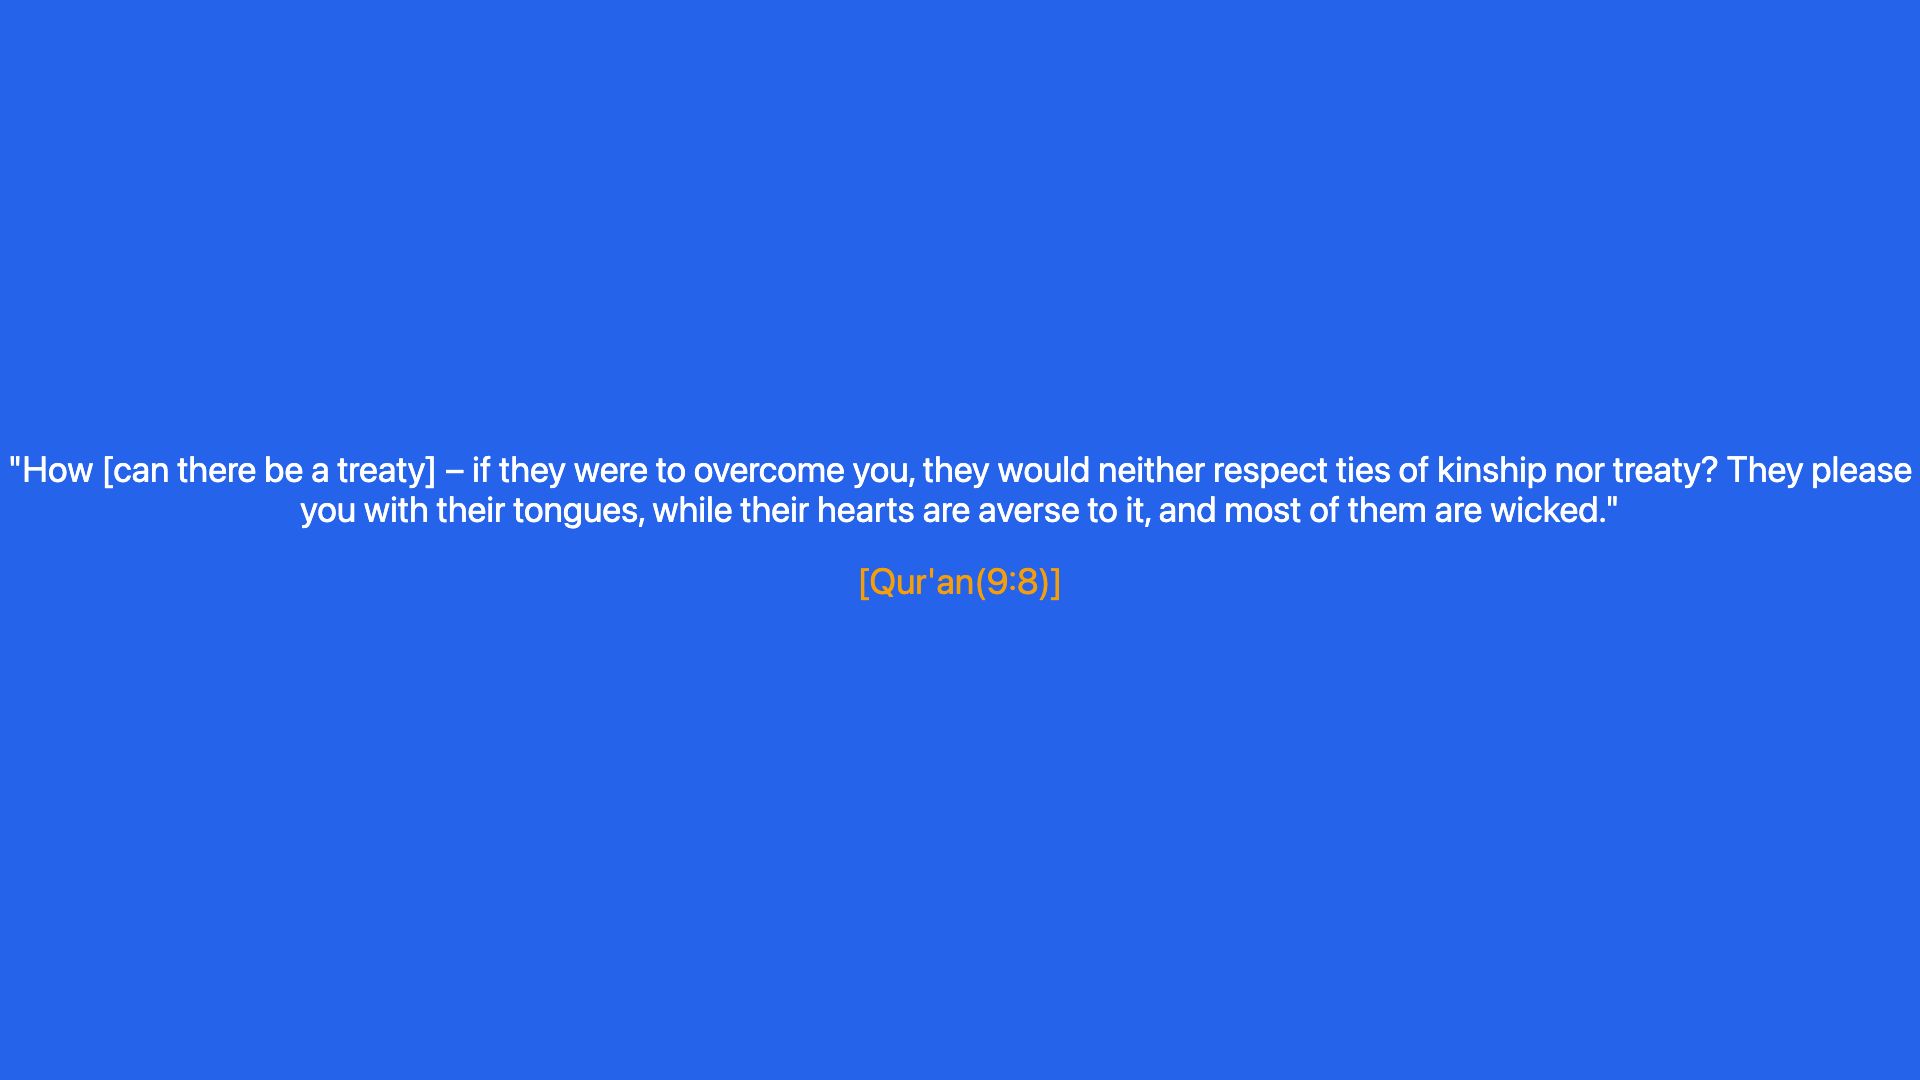 "How [can there be a treaty] – if they were to overcome you, they would neither respect ties of kinship nor treaty? They please
you with their tongues, while their hearts are averse to it, and most of them are wicked."
[Qur'an(9:8)]